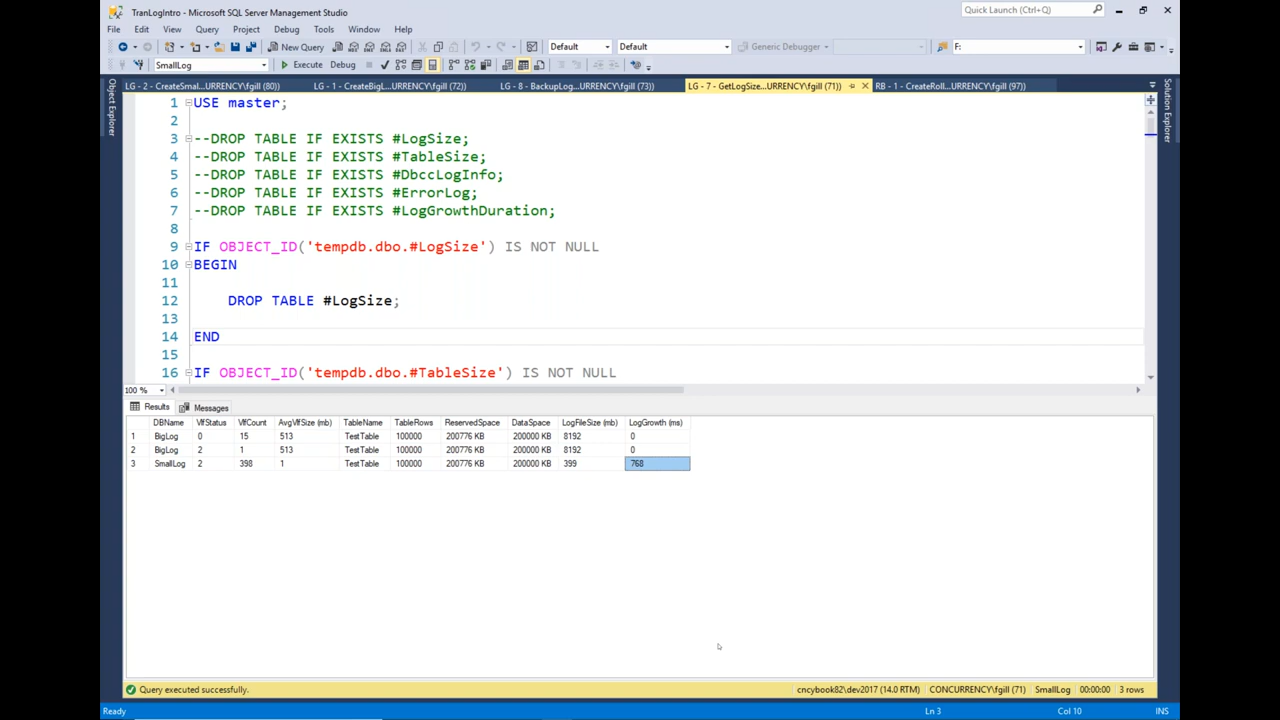 TranLogIntro - Microsoft SQL Server Management Studio
Quick Launch (Ctrl+Q)
File Edit View Query Project Debug Tools Window Help
New Query Default Default Generic Debugger F:
SmallLog Execute Debug
LG - 2 - CreateSmal...URRENCY\fgill (80)) LG - 1 - CreateBigL...URRENCY\fgill (72)) LG - 8 - BackupLog...URRENCY\fgill (73)) LG - 7 - GetLogSize...URRENCY\fgill (71)) RB - 1 - CreateRoll...URRENCY\fgill (97))
Object Explorer
Solution Explorer
1 USE master;
2
3 --DROP TABLE IF EXISTS #LogSize;
4 --DROP TABLE IF EXISTS #TableSize;
5 --DROP TABLE IF EXISTS #DbccLogInfo;
6 --DROP TABLE IF EXISTS #ErrorLog;
7 --DROP TABLE IF EXISTS #LogGrowthDuration;
8
9 IF OBJECT_ID('tempdb.dbo.#LogSize') IS NOT NULL
10 BEGIN
11
12 DROP TABLE #LogSize;
13
14 END
15
16 IF OBJECT_ID('tempdb.dbo.#TableSize') IS NOT NULL
100 %
Results Messages
DBName VlfStatus VlfCount AvgVlfSize (mb) TableName TableRows ReservedSpace DataSpace LogFileSize (mb) LogGrowth (ms)
1 BigLog 0 15 513 TestTable 100000 200776 KB 200000 KB 8192 0
2 BigLog 2 1 513 TestTable 100000 200776 KB 200000 KB 8192 0
3 SmallLog 2 398 1 TestTable 100000 200776 KB 200000 KB 399 768
Query executed successfully. cncybook82\dev2017 (14.0 RTM) CONCURRENCY\fgill (71) SmallLog 00:00:00 3 rows
Ready Ln 3 Col 10 INS